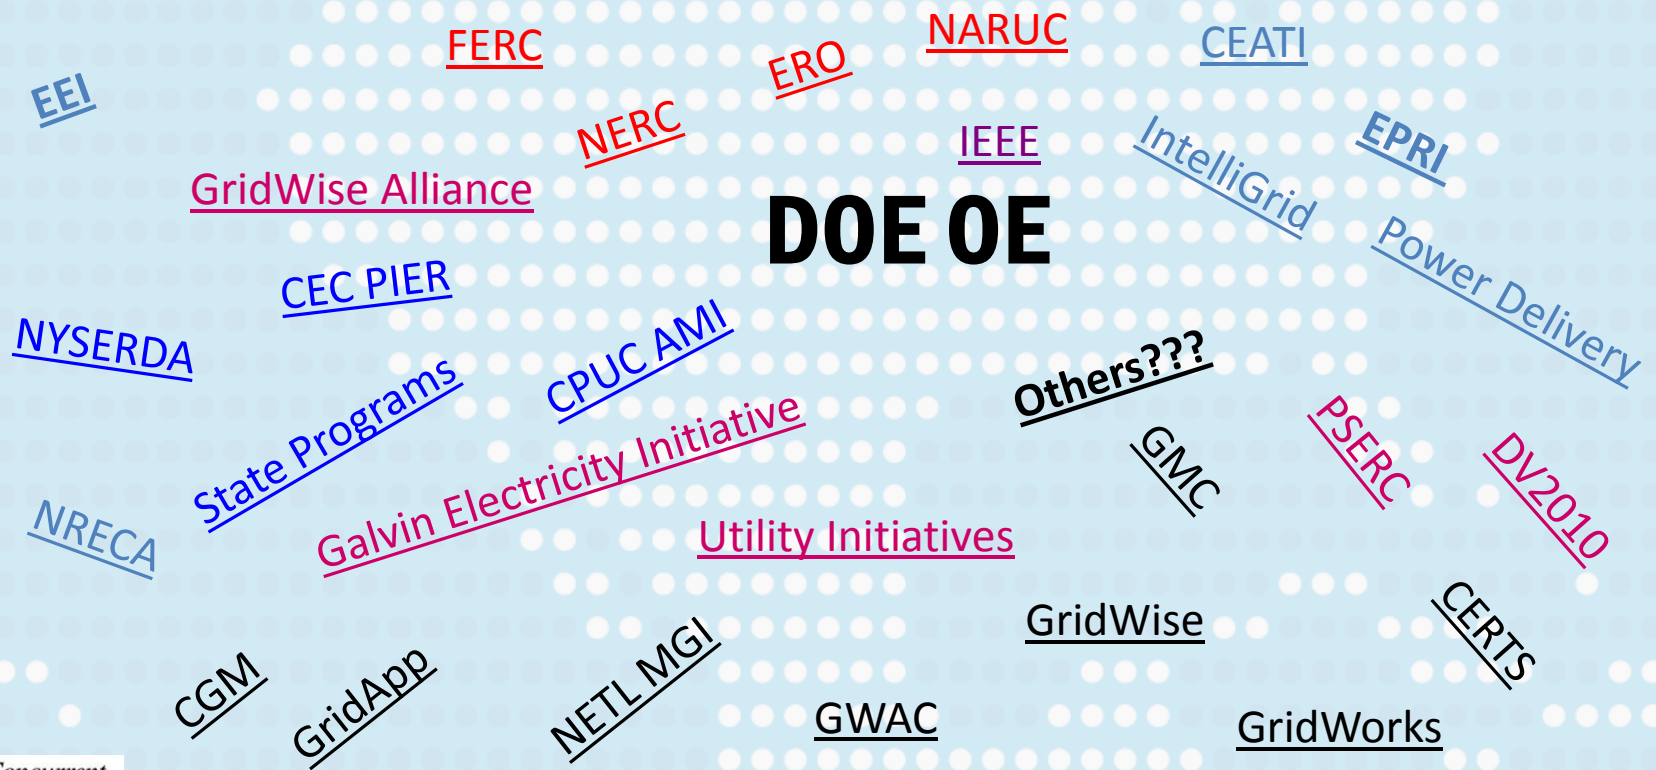 FERC
ERO
NARUC
CEATI
EEI
NERC
IEEE
IntelliGrid
EPRI
GridWise Alliance
DOE OE
Power Delivery
CEC PIER
NYSERDA
CPUC AMI
Others???
State Programs
Galvin Electricity Initiative
GMC
PSERC
DV2010
NRECA
Utility Initiatives
GridWise
CERTS
CGM
GridApp
NETL MGI
GWAC
GridWorks